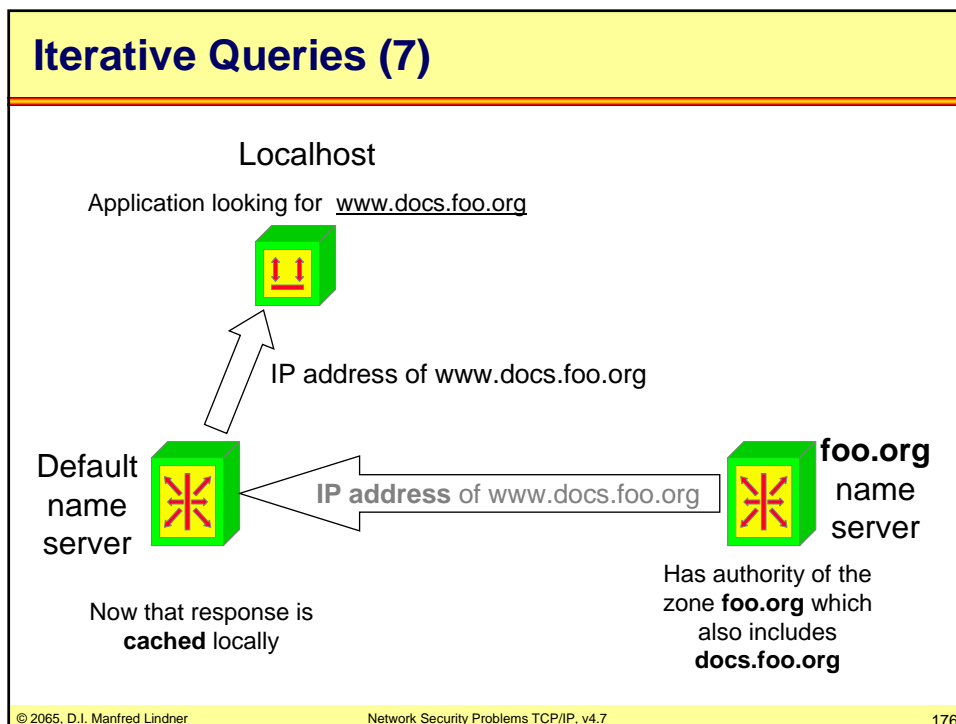 Iterative Queries (7)
Localhost
Application looking for www.docs.foo.org
IP address of www.docs.foo.org
Default
name
server
IP address of www.docs.foo.org
foo.org
name
server
Now that response is
cached locally
Has authority of the
zone foo.org which
also includes
docs.foo.org
© 2065, D.I. Manfred Lindner
Network Security Problems TCP/IP, v4.7
176